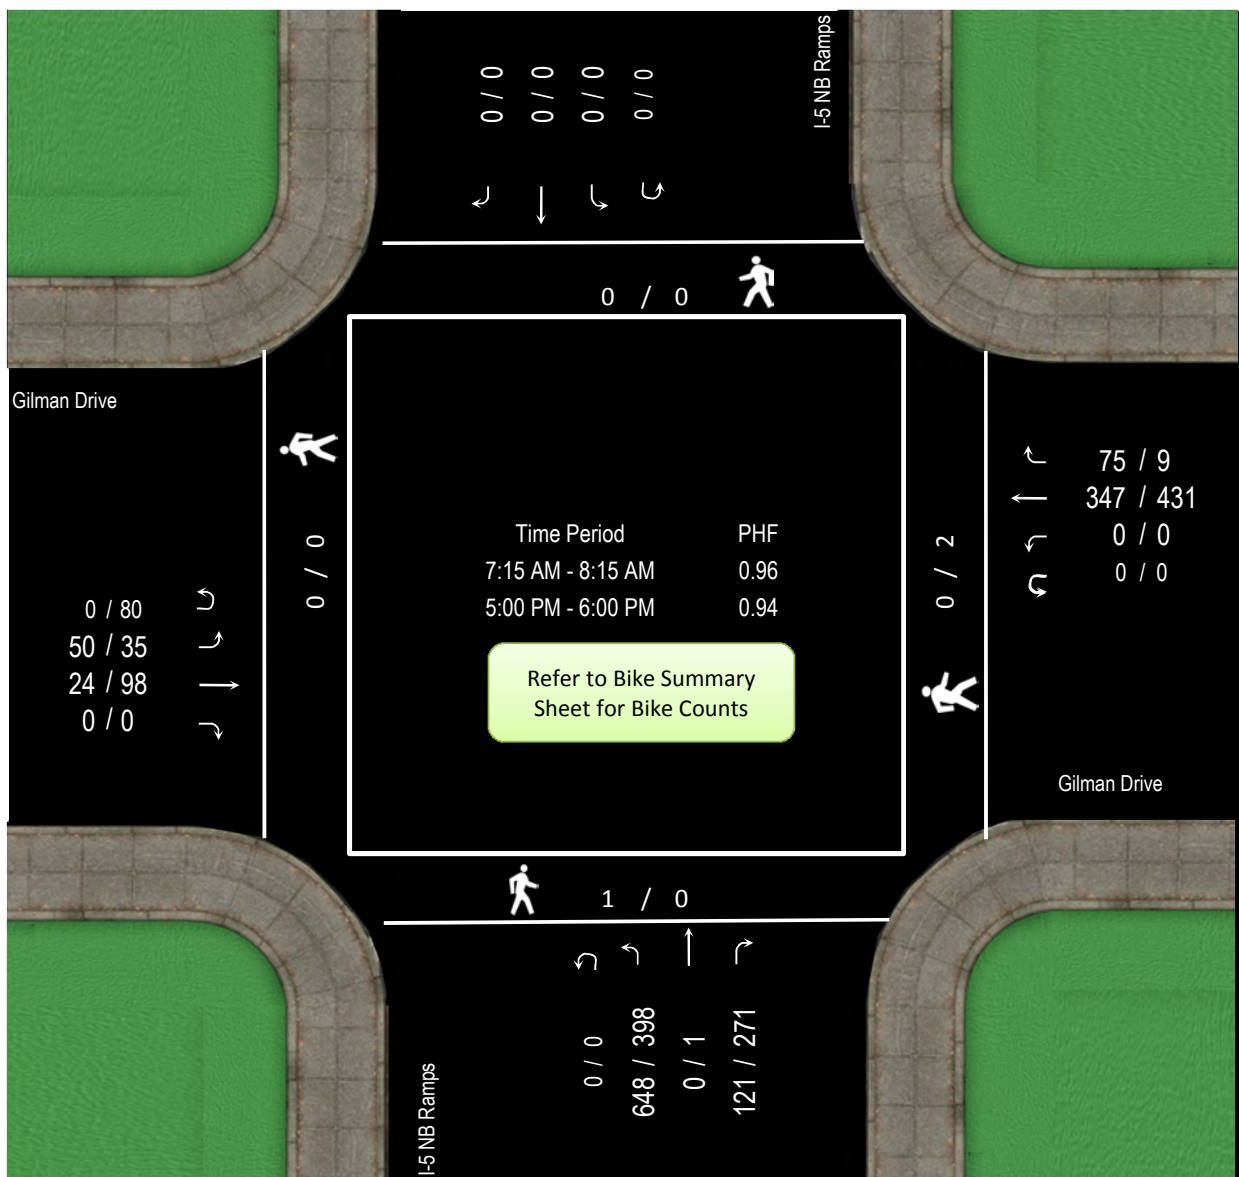 I-5 NB Ramps
0 / 0
0 / 0
0 / 0
0 / 0
0 / 0
Gilman Drive
75 / 9
347 / 431
0 / 0
0 / 0
0 / 0
0 / 2
Time Period PHF
7:15 AM - 8:15 AM 0.96
5:00 PM - 6:00 PM 0.94
0 / 80
50 / 35
24 / 98
0 / 0
Refer to Bike Summary
Sheet for Bike Counts
Gilman Drive
1 / 0
0 / 0
648 / 398
0 / 1
121 / 271
I-5 NB Ramps